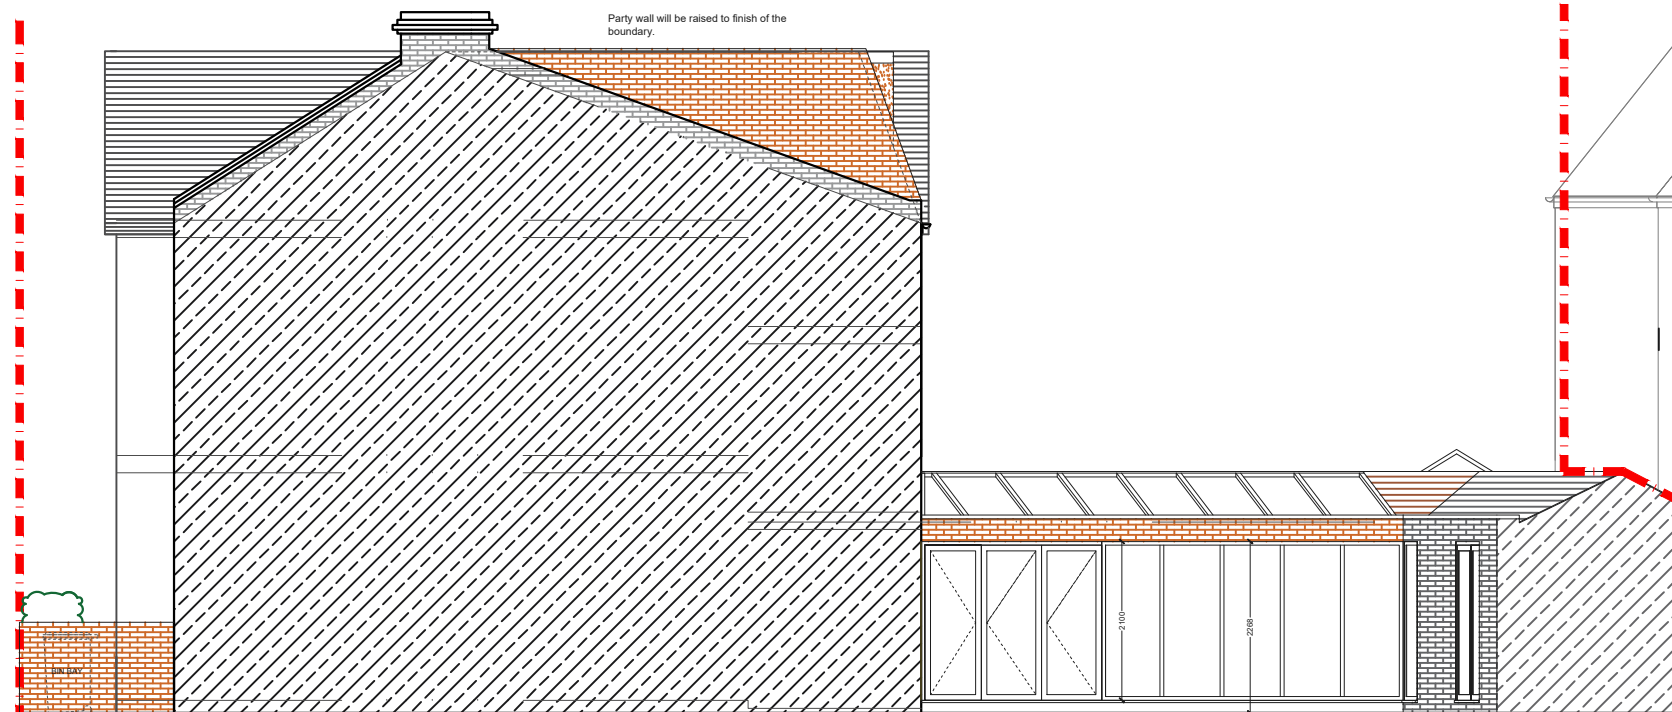 Party wall will be raised to finish of the
boundary.
2100
2268
BIN BAY